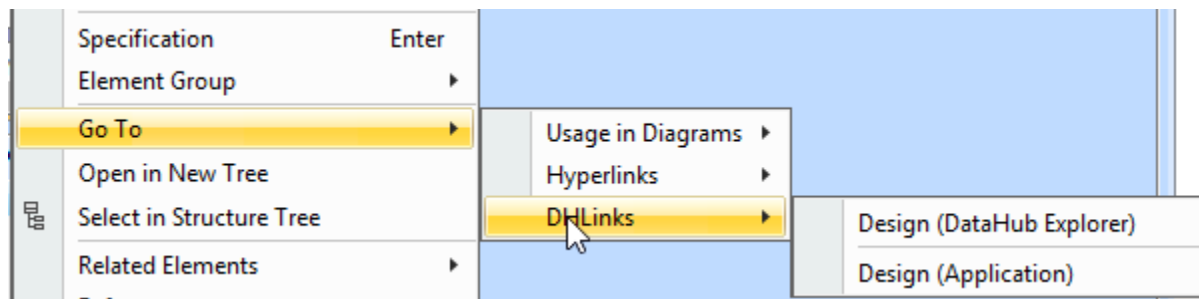 Specification Enter
Element Group
Go To
Open in New Tree
Select in Structure Tree
Related Elements
Usage in Diagrams
Hyperlinks
DHLinks
Design (DataHub Explorer)
Design (Application)